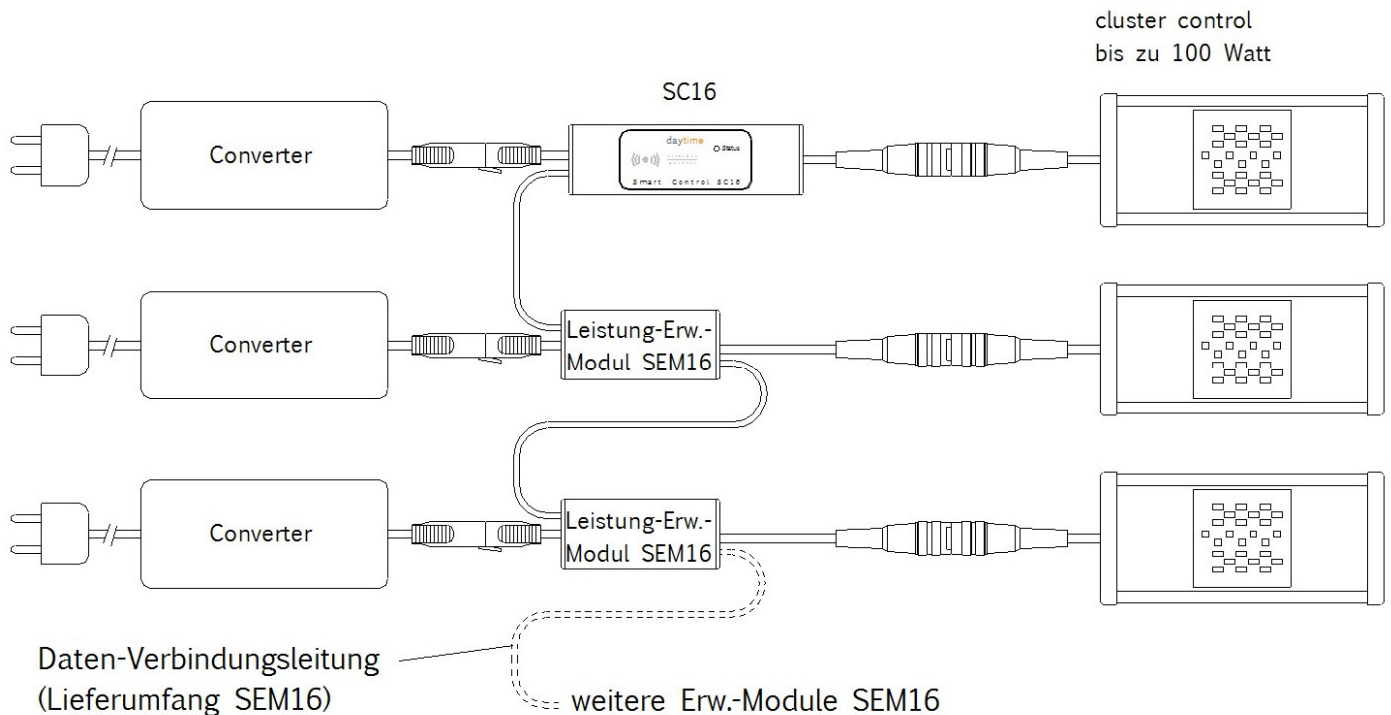 cluster control
bis zu 100 Watt
SC16
Converter
daytime
Status
Smart Control SC16
Converter
Leistung-Erw.-
Modul SEM16
Converter
Leistung-Erw.-
Modul SEM16
Daten-Verbindungsleitung
(Lieferumfang SEM16)
weitere Erw.-Module SEM16